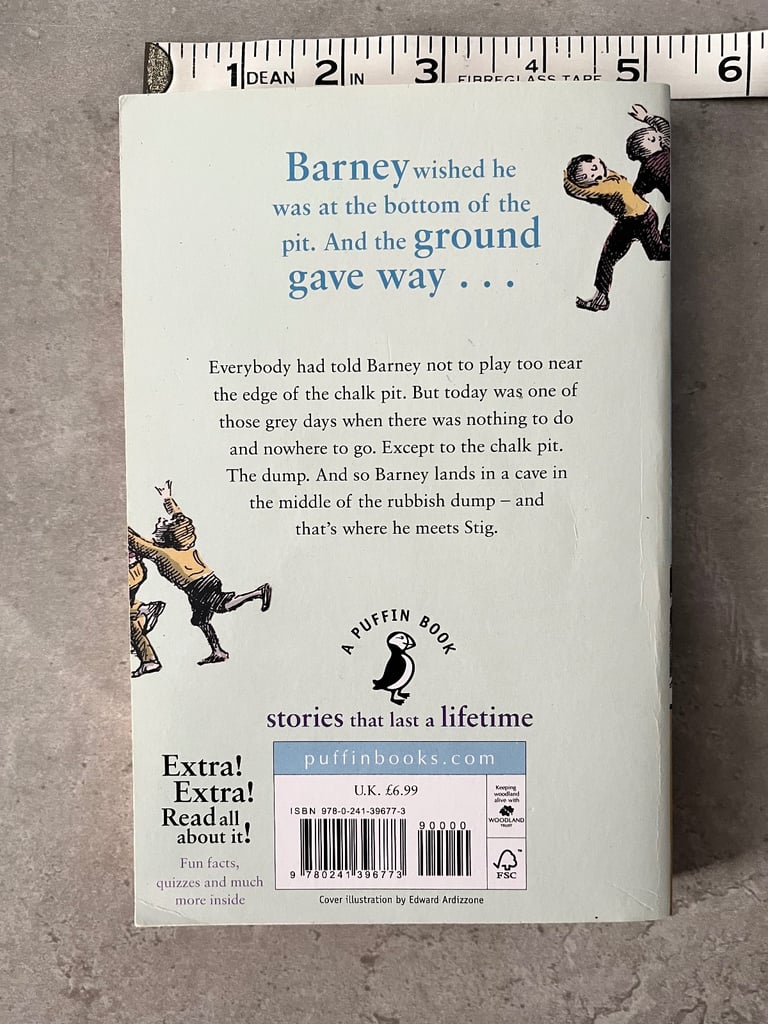 1 DEAN 2 IN 3 4 FIBREGLASS TAPE 5 6
Barney wished he
was at the bottom of the
pit. And the ground
gave way . . .
Everybody had told Barney not to play too near
the edge of the chalk pit. But today was one of
those grey days when there was nothing to do
and nowhere to go. Except to the chalk pit.
The dump. And so Barney lands in a cave in
the middle of the rubbish dump – and
that's where he meets Stig.
A PUFFIN BOOK
stories that last a lifetime
Extra!
Extra!
Read all
about it!
Fun facts,
quizzes and much
more inside
puffinbooks.com
U.K. £6.99
ISBN 978-0-241-39677-3
90000
9 780241 396773
Keeping
woodland
alive with
WOODLAND
TRUST
FSC™
Cover illustration by Edward Ardizzone